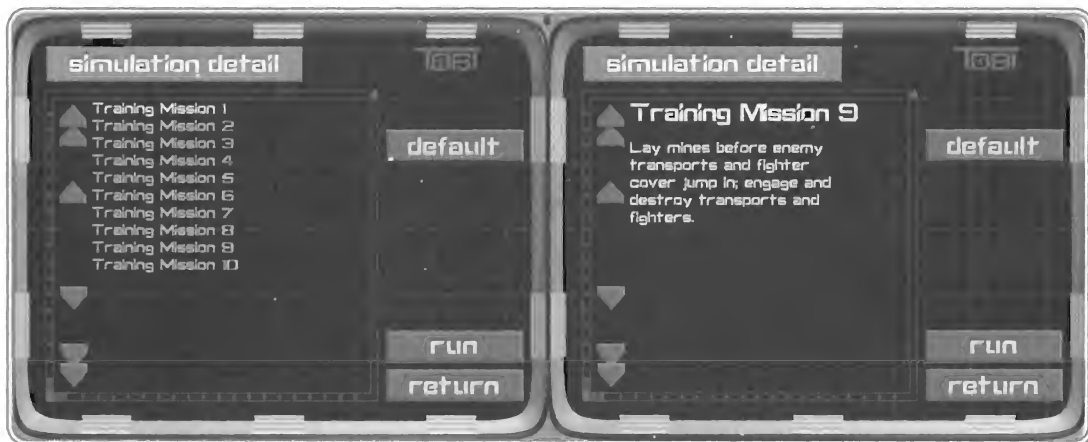 simulation detail
TCBI
Training Mission 1
Training Mission 2
Training Mission 3
Training Mission 4
Training Mission 5
Training Mission 6
Training Mission 7
Training Mission 8
Training Mission 9
Training Mission 10
default
run
return
simulation detail
TCBI
Training Mission 9
Lay mines before enemy
transports and fighter
cover jump in; engage and
destroy transports and
fighters.
default
run
return